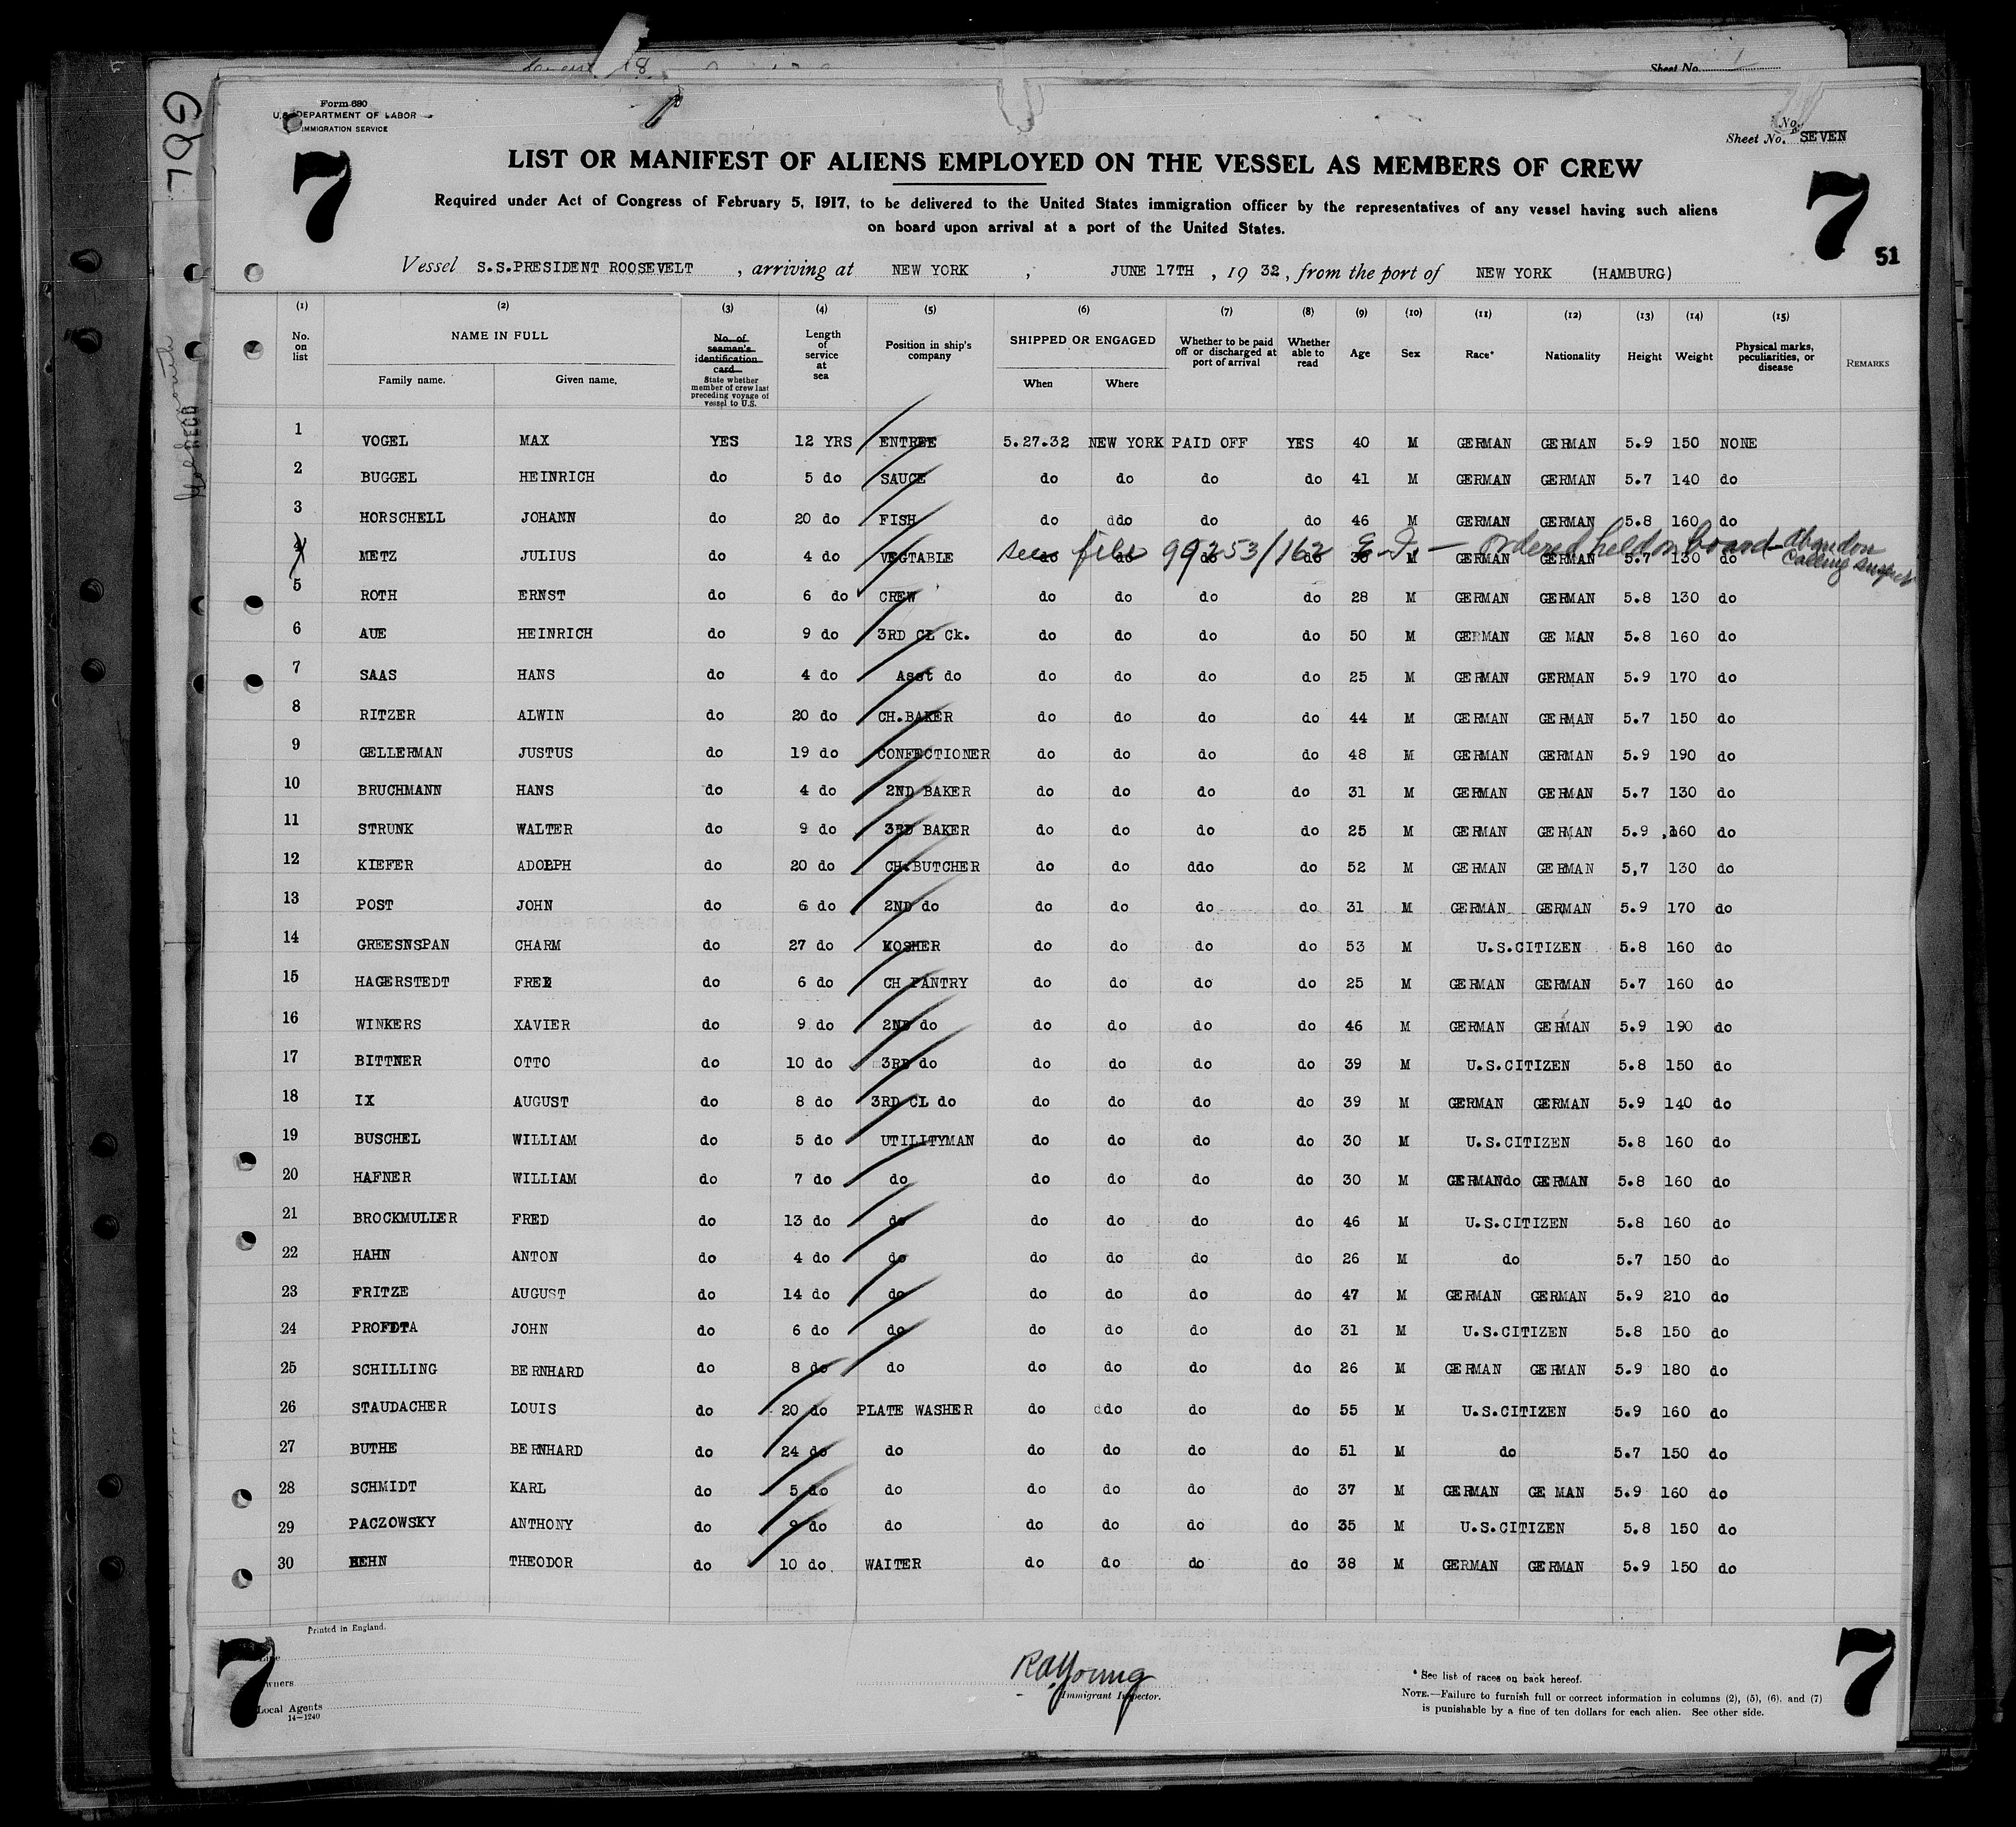 Sheet No.
Form 680
U.S. DEPARTMENT OF LABOR
IMMIGRATION SERVICE
No.
Sheet No. SEVEN
7
7
51
LIST OR MANIFEST OF ALIENS EMPLOYED ON THE VESSEL AS MEMBERS OF CREW
Required under Act of Congress of February 5, 1917, to be delivered to the United States immigration officer by the representatives of any vessel having such aliens
on board upon arrival at a port of the United States.
Vessel S.S.PRESIDENT ROOSEVELT , arriving at NEW YORK , JUNE 17TH , 19 32, from the port of NEW YORK (HAMBURG)
(1) (2) (3) (4) (5) (6) (7) (8) (9) (10) (11) (12) (13) (14) (15)
No. on list
NAME IN FULL
Family name. Given name.
No. of seaman's identification card
State whether member of crew last preceding voyage of vessel to U.S.
Length of service at sea
Position in ship's company
SHIPPED OR ENGAGED
When Where
Whether to be paid off or discharged at port of arrival
Whether able to read
Age
Sex
Race*
Nationality
Height
Weight
Physical marks, peculiarities, or disease
REMARKS
1 VOGEL MAX YES 12 YRS ENTREE 5.27.32 NEW YORK PAID OFF YES 40 M GERMAN GERMAN 5.9 150 NONE
2 BUGGEL HEINRICH do 5 do SAUCE do do do do 41 M GERMAN GERMAN 5.7 140 do
3 HORSCHELL JOHANN do 20 do FISH do ddo do do 46 M GERMAN GERMAN 5.8 160 do
see file 99253/162 ordered held on board - Abandon
Calling
4 METZ JULIUS do 4 do VEGTABLE do do do do 36 M GERMAN GERMAN 5.7 130 do
5 ROTH ERNST do 6 do CREW do do do do 28 M GERMAN GERMAN 5.8 130 do
6 AUE HEINRICH do 9 do 3RD CL Ck. do do do do 50 M GERMAN GE MAN 5.8 160 do
7 SAAS HANS do 4 do Asst do do do do do 25 M GERMAN GERMAN 5.9 170 do
8 RITZER ALWIN do 20 do CH.BAKER do do do do 44 M GERMAN GERMAN 5.7 150 do
9 GELLERMAN JUSTUS do 19 do CONFECTIONER do do do do 48 M GERMAN GERMAN 5.9 190 do
10 BRUCHMANN HANS do 4 do 2ND BAKER do do do do 31 M GERMAN GERMAN 5.7 130 do
11 STRUNK WALTER do 9 do 3RD BAKER do do do do 25 M GERMAN GERMAN 5.9 160 do
12 KIEFER ADOLPH do 20 do CH.BUTCHER do do ddo do 52 M GERMAN GERMAN 5,7 130 do
13 POST JOHN do 6 do 2ND do do do do do 31 M GERMAN GERMAN 5.9 170 do
14 GREESNSPAN CHARM do 27 do KOSHER do do do do 53 M U.S.CITIZEN 5.8 160 do
15 HAGERSTEDT FRED do 6 do CH PANTRY do do do do 25 M GERMAN GERMAN 5.7 160 do
16 WINKERS XAVIER do 9 do 2ND do do do do do 46 M GERMAN GERMAN 5.9 190 do
17 BITTNER OTTO do 10 do 3RD do do do do do 39 M U.S.CITIZEN 5.8 150 do
18 IX AUGUST do 8 do 3RD CL do do do do do 39 M GERMAN GERMAN 5.9 140 do
19 BUSCHEL WILLIAM do 5 do UTILITYMAN do do do do 30 M U.S.CITIZEN 5.8 160 do
20 HAFNER WILLIAM do 7 do do do do do do 30 M GERMANdo GERMAN 5.8 160 do
21 BROCKMULLER FRED do 13 do do do do do do 46 M U.S.CITIZEN 5.8 160 do
22 HAHN ANTON do 4 do do do do do do 26 M do 5.7 150 do
23 FRITZE AUGUST do 14 do do do do do do 47 M GERMAN GERMAN 5.9 210 do
24 PROFETA JOHN do 6 do do do do do do 31 M U.S.CITIZEN 5.8 150 do
25 SCHILLING BERNHARD do 8 do do do do do do 26 M GERMAN GERMAN 5.9 180 do
26 STAUDACHER LOUIS do 20 do PLATE WASHER do ddo do do 55 M U.S.CITIZEN 5.9 160 do
27 BUTHE BERNHARD do 24 do do do do do do 51 M do 5.7 150 do
28 SCHMIDT KARL do 5 do do do do do do 37 M GERMAN GE MAN 5.9 160 do
29 PACZOWSKY ANTHONY do 9 do do do do do do 35 M U.S.CITIZEN 5.8 150 do
30 HEHN THEODOR do 10 do. WAITER do do do do 38 M GERMAN GERMAN 5.9 150 do
Printed in England.
7
7
Line
Owners
Local Agents
14—1240
R.A. Young
Immigrant Inspector.
* See list of races on back hereof.
NOTE.—Failure to furnish full or correct information in columns (2), (5), (6), and (7)
is punishable by a fine of ten dollars for each alien. See other side.